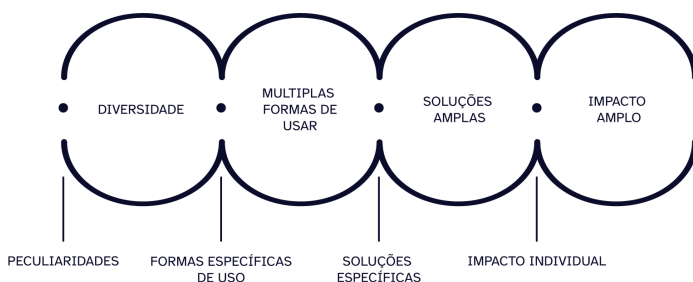 DIVERSIDADE
MULTIPLAS
FORMAS DE
USAR
SOLUÇÕES
AMPLAS
IMPACTO
AMPLO
PECULIARIDADES
FORMAS ESPECÍFICAS
DE USO
SOLUÇÕES
ESPECÍFICAS
IMPACTO INDIVIDUAL